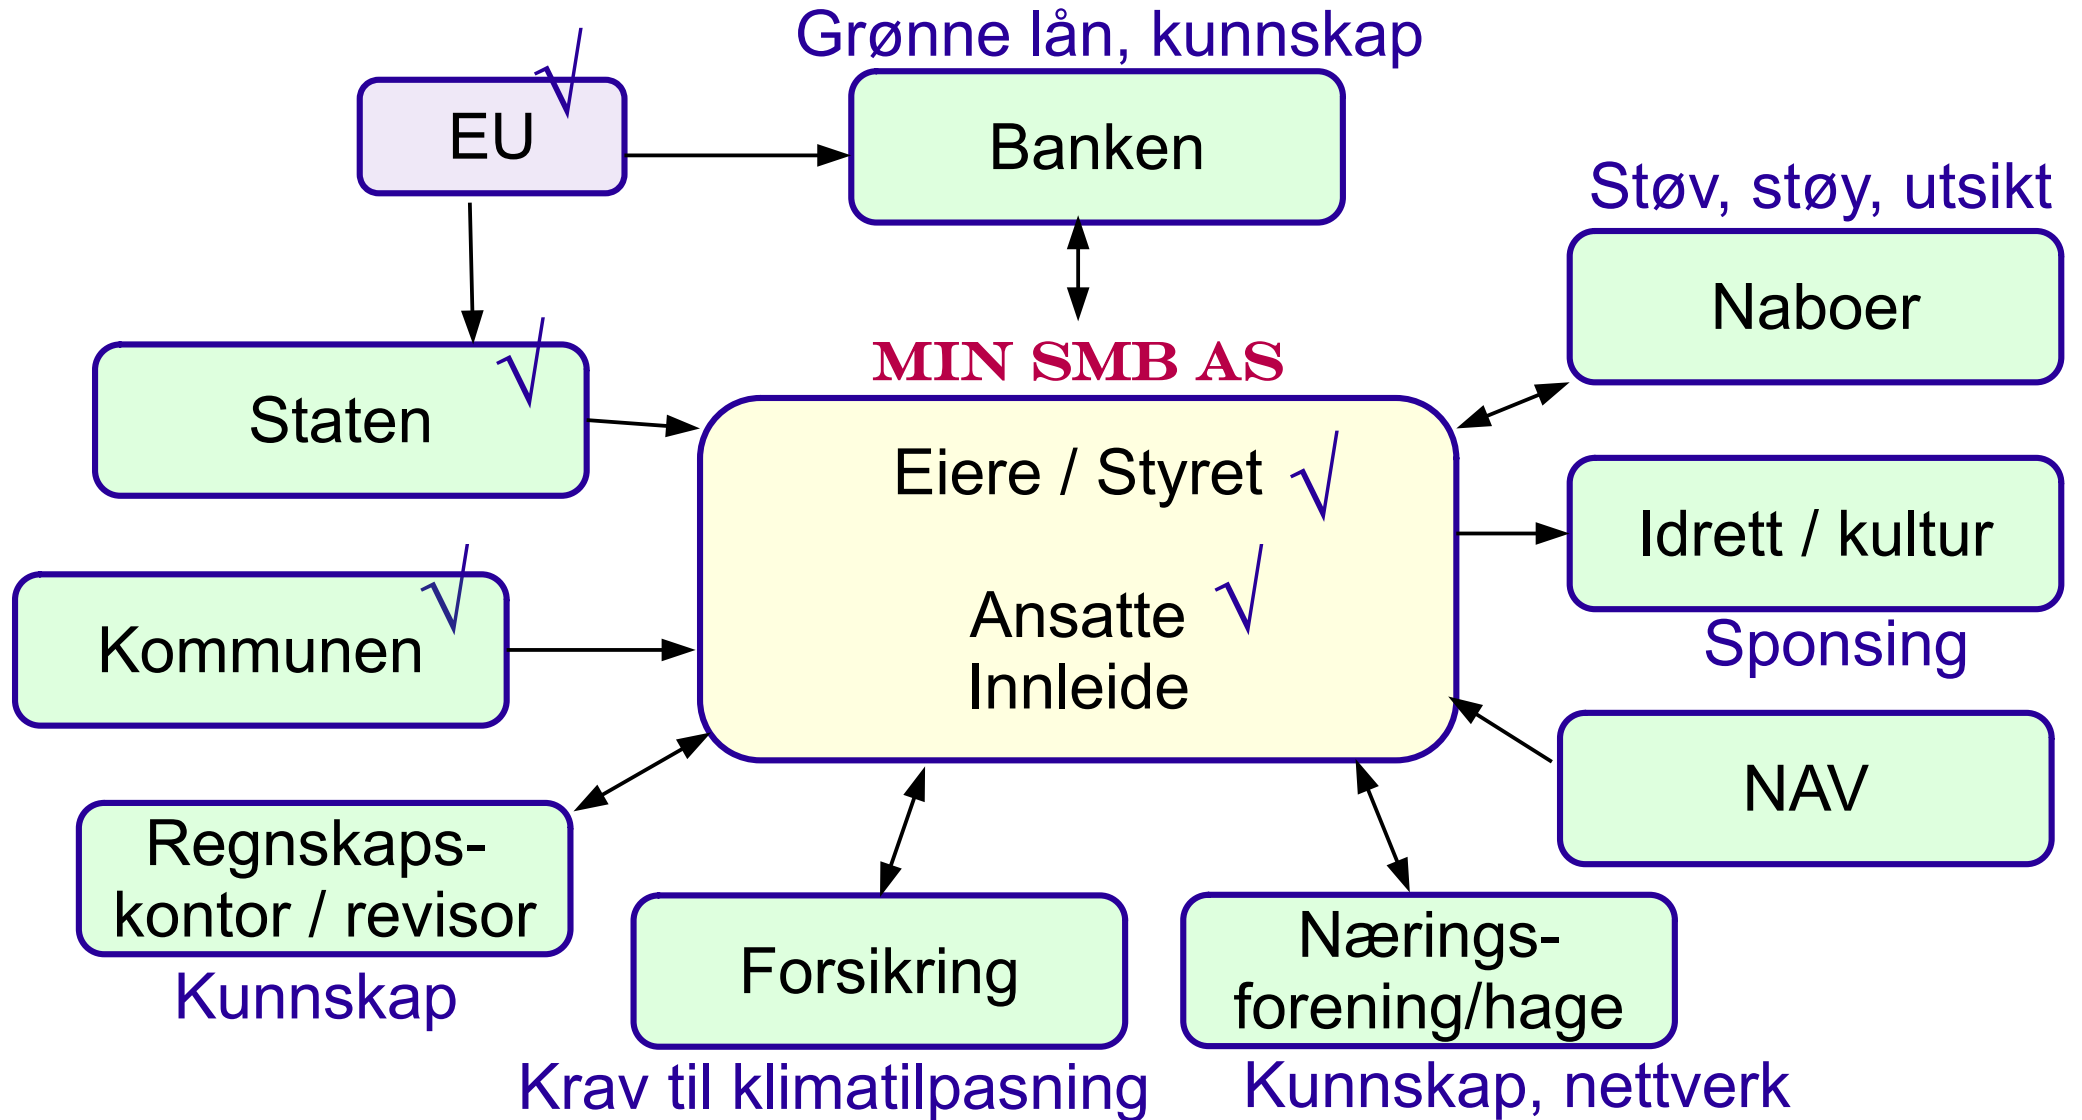 Grønne lån, kunnskap
EU √
Banken
Støv, støy, utsikt
Naboer
Staten √
MIN SMB AS
Eiere / Styret √
Ansatte √
Innleide
Idrett / kultur
Sponsing
Kommunen √
NAV
Regnskaps-
kontor / revisor
Kunnskap
Forsikring
Krav til klimatilpasning
Nærings-
forening/hage
Kunnskap, nettverk